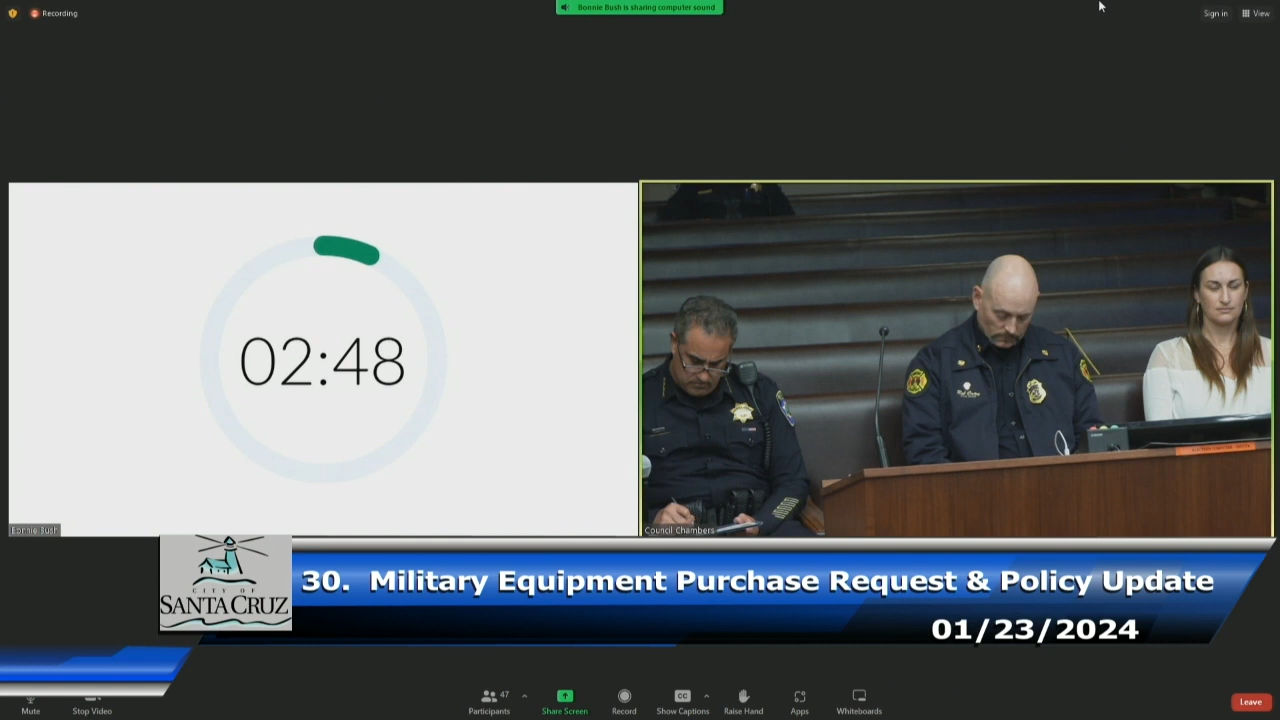 Recording
Bonnie Bush is sharing computer sound
Sign in
View
02:48
Bonnie Bush
Council Chambers
CITY OF
SANTA CRUZ
30. Military Equipment Purchase Request & Policy Update
01/23/2024
Mute
Stop Video
47
Participants
Share Screen
CC
Record
Show Captions
Raise Hand
Apps
Whiteboards
Leave